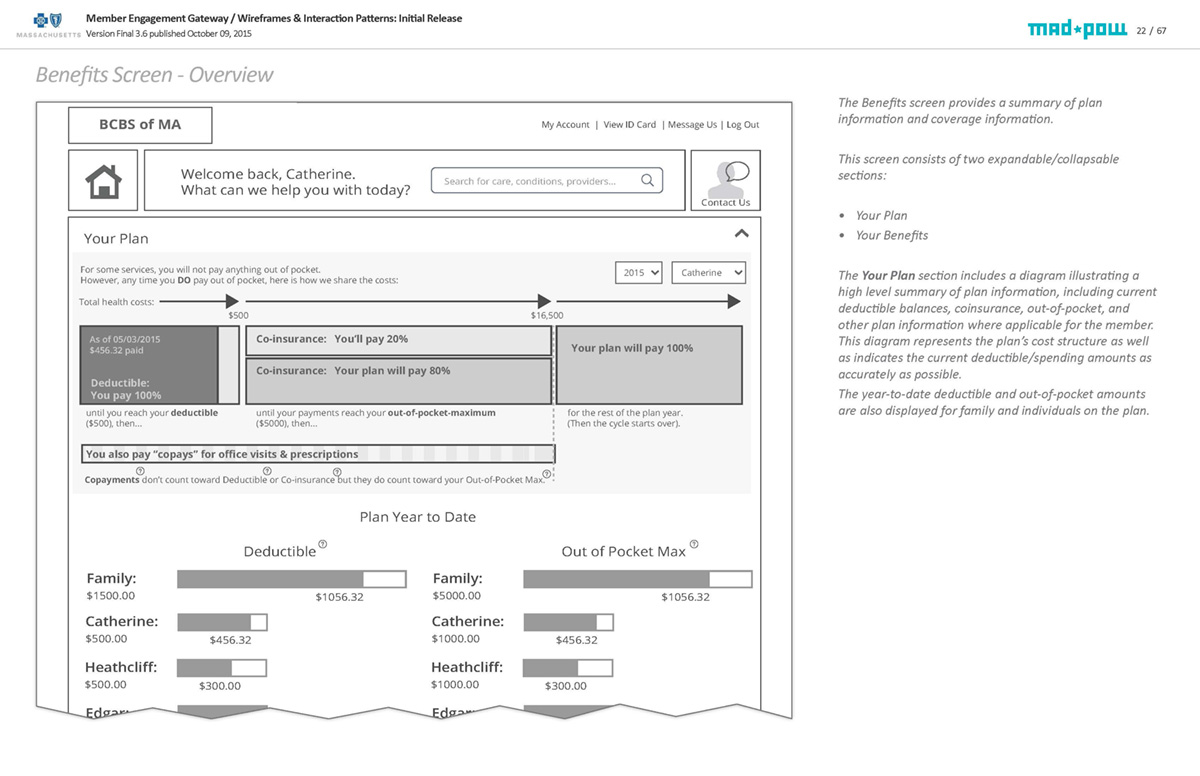 Member Engagement Gateway / Wireframes & Interaction Patterns: Initial Release
Version Final 3.6 published October 09, 2015
MASSACHUSETTS
mad*pow
22 / 67
Benefits Screen - Overview
BCBS of MA
My Account | View ID Card | Message Us | Log Out
Welcome back, Catherine.
What can we help you with today?
Search for care, conditions, providers...
Contact Us
Your Plan
For some services, you will not pay anything out of pocket.
However, any time you DO pay out of pocket, here is how we share the costs:
2015
Catherine
Total health costs:
$500
$16,500
As of 05/03/2015
$456.32 paid
Deductible:
You pay 100%
Co-insurance: You'll pay 20%
Co-insurance: Your plan will pay 80%
Your plan will pay 100%
until you reach your deductible
($500), then...
until your payments reach your out-of-pocket-maximum
($5000), then...
for the rest of the plan year.
(Then the cycle starts over).
You also pay “copays” for office visits & prescriptions
Copayments don't count toward Deductible or Co-insurance but they do count toward your Out-of-Pocket Max.
Plan Year to Date
Deductible
Family:
$1500.00
$1056.32
Catherine:
$500.00
$456.32
Heathcliff:
$500.00
$300.00
Edgar:
Out of Pocket Max
Family:
$5000.00
$1056.32
Catherine:
$1000.00
$456.32
Heathcliff:
$1000.00
$300.00
Edgar:
The Benefits screen provides a summary of plan
information and coverage information.
This screen consists of two expandable/collapsable
sections:
• Your Plan
• Your Benefits
The Your Plan section includes a diagram illustrating a
high level summary of plan information, including current
deductible balances, coinsurance, out-of-pocket, and
other plan information where applicable for the member.
This diagram represents the plan's cost structure as well
as indicates the current deductible/spending amounts as
accurately as possible.
The year-to-date deductible and out-of-pocket amounts
are also displayed for family and individuals on the plan.